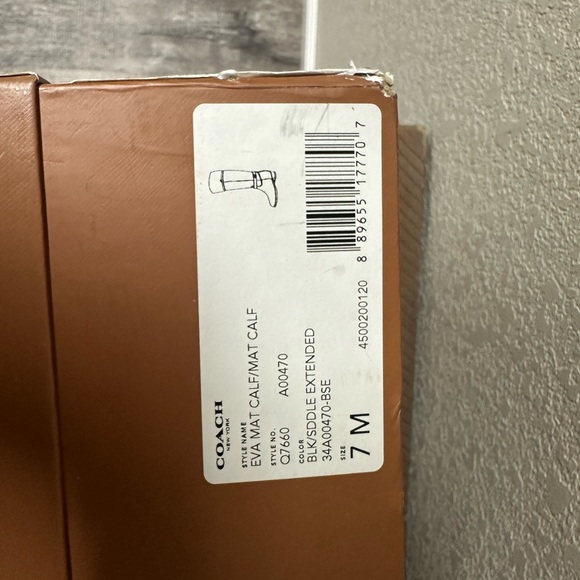 COACH
NEW YORK
STYLE NAME
EVA MAT CALF/MAT CALF
STYLE NO.
Q7660 A00470
COLOR
BLK/SDDLE EXTENDED
34A00470-BSE
SIZE
7 M
4500200120
8 89655 17770 7